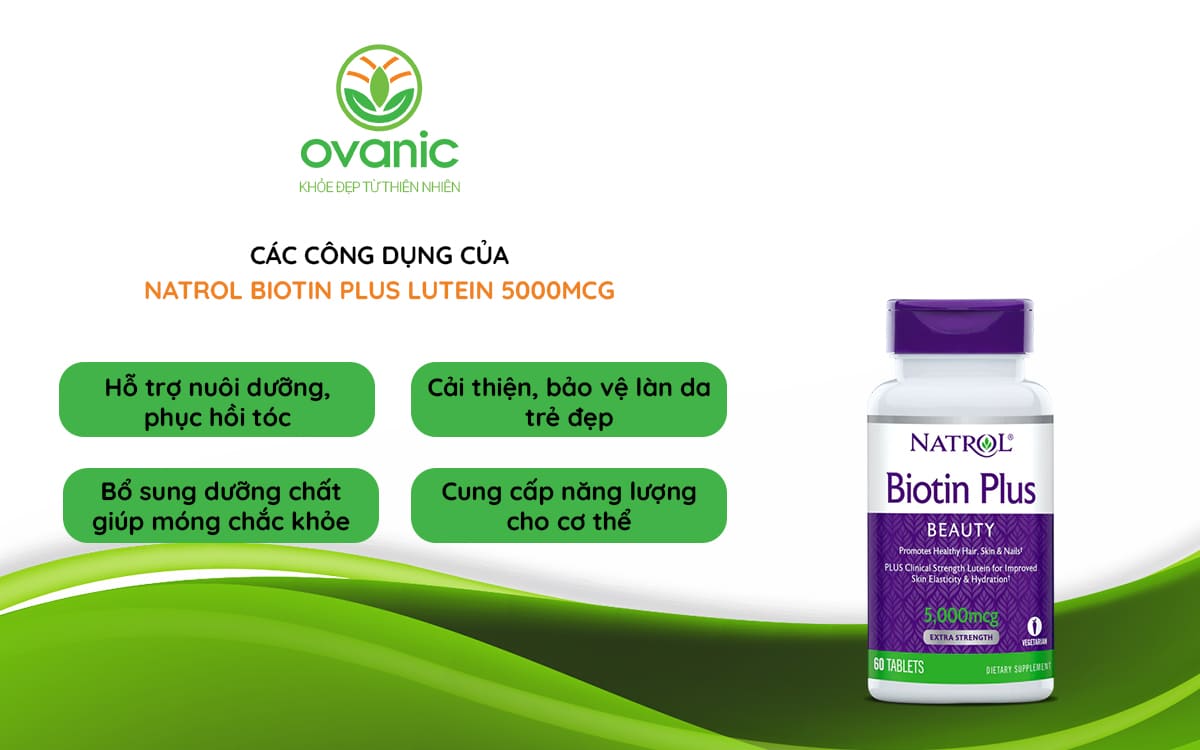 ovanic
KHỎE ĐẸP TỪ THIÊN NHIÊN
CÁC CÔNG DỤNG CỦA
NATROL BIOTIN PLUS LUTEIN 5000MCG
Hỗ trợ nuôi dưỡng,
phục hồi tóc
Cải thiện, bảo vệ làn da
trẻ đẹp
Bổ sung dưỡng chất
giúp móng chắc khỏe
Cung cấp năng lượng
cho cơ thể
NATROL®
Biotin Plus
BEAUTY
Promotes Healthy Hair, Skin & Nails†
PLUS Clinical Strength Lutein for Improved
Skin Elasticity & Hydration†
5,000mcg
EXTRA STRENGTH
VEGETARIAN
60 TABLETS
DIETARY SUPPLEMENT